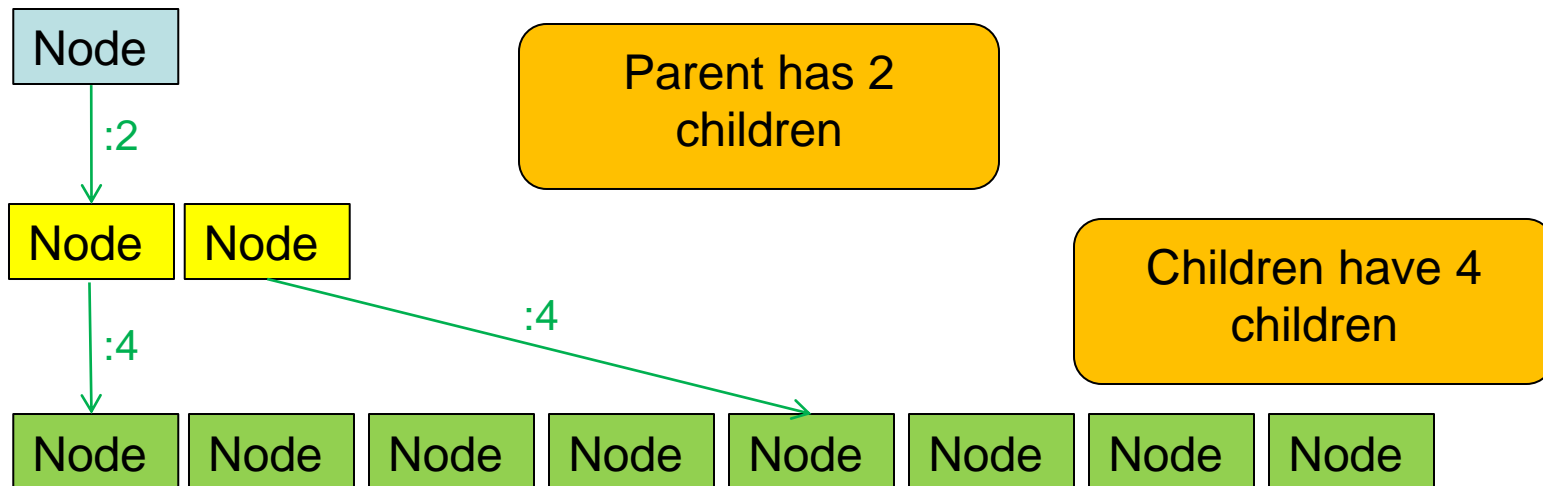 Node
Parent has 2
children
:2
Node Node
Children have 4
children
:4
:4
Node Node Node Node Node Node Node Node